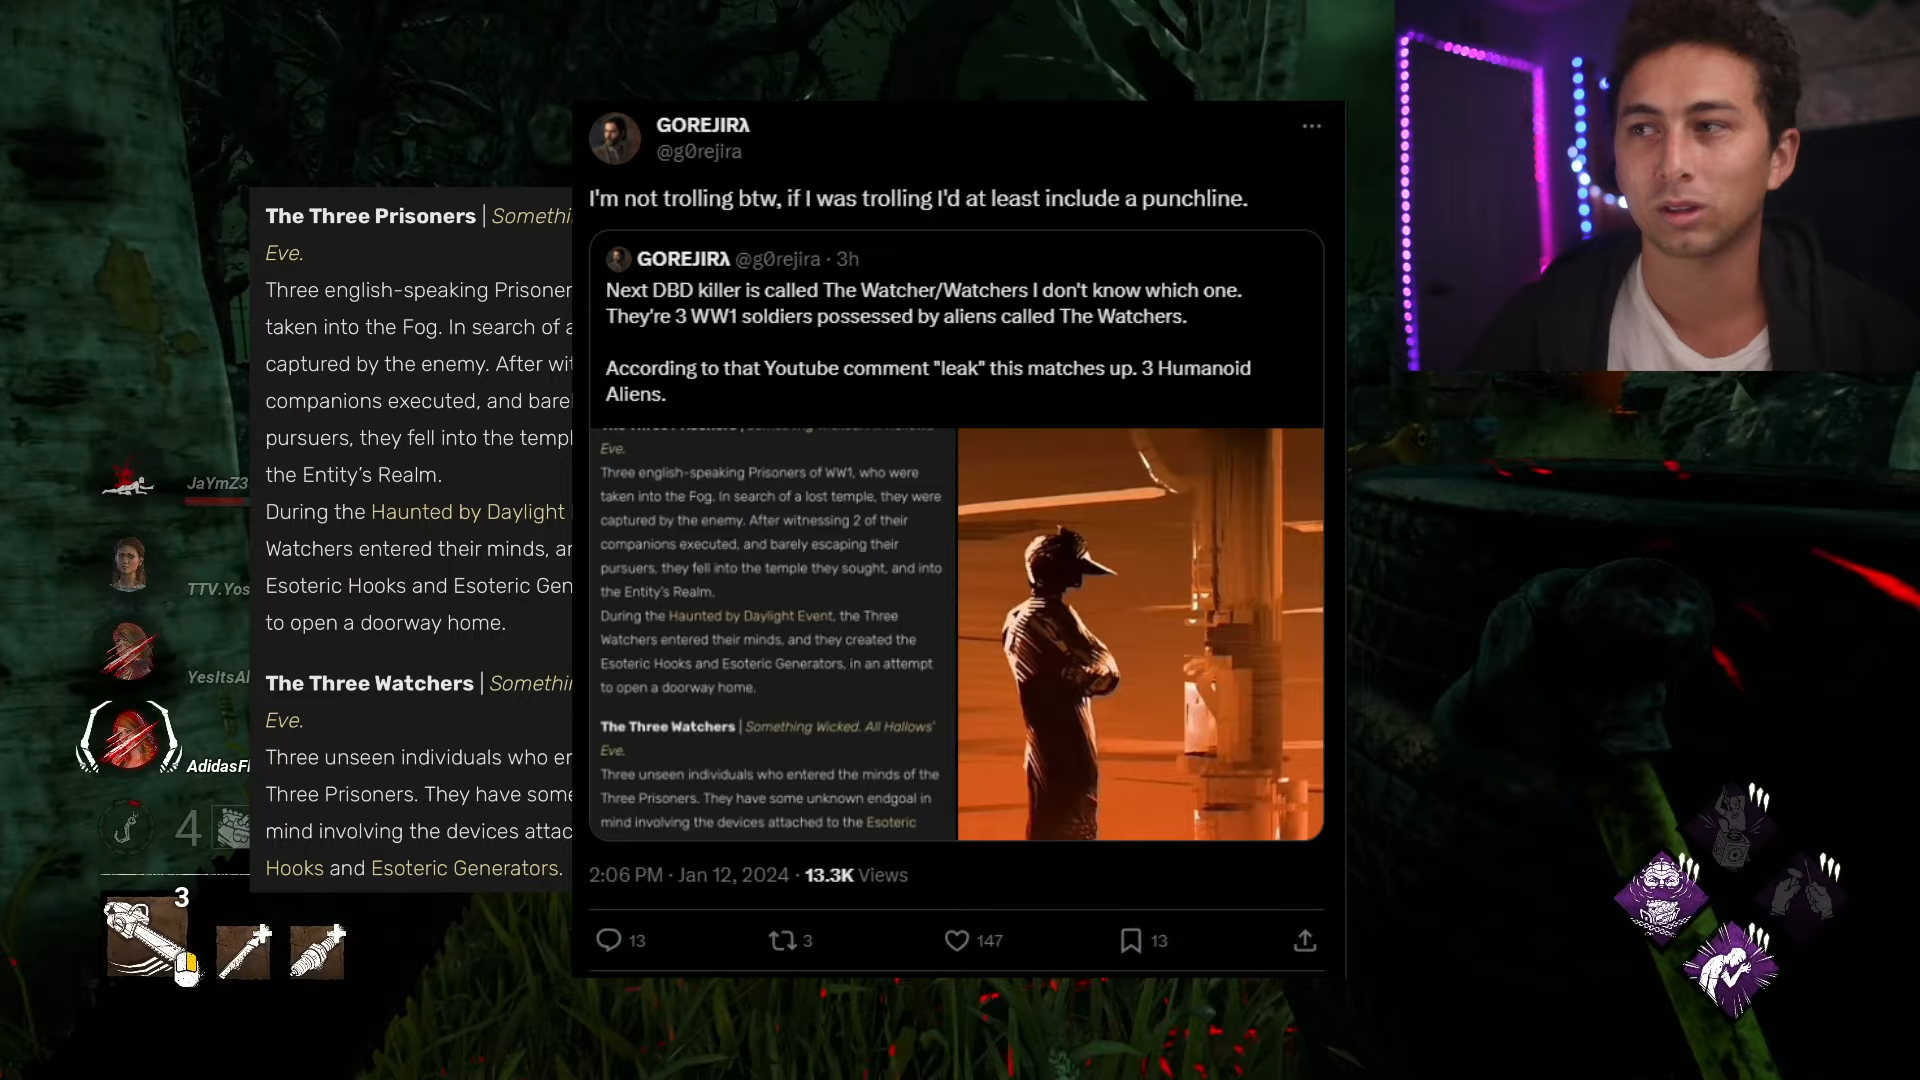 GOREJIRλ
@g0rejira
I'm not trolling btw, if I was trolling I'd at least include a punchline.
GOREJIRλ @g0rejira · 3h
Next DBD killer is called The Watcher/Watchers I don't know which one.
They're 3 WW1 soldiers possessed by aliens called The Watchers.
According to that Youtube comment "leak" this matches up. 3 Humanoid
Aliens.
Eve.
Three english-speaking Prisoners of WW1, who were
taken into the Fog. In search of a lost temple, they were
captured by the enemy. After witnessing 2 of their
companions executed, and barely escaping their
pursuers, they fell into the temple they sought, and into
the Entity's Realm.
During the Haunted by Daylight Event, the Three
Watchers entered their minds, and they created the
Esoteric Hooks and Esoteric Generators, in an attempt
to open a doorway home.
The Three Watchers | Something Wicked. All Hallows'
Eve.
Three unseen individuals who entered the minds of the
Three Prisoners. They have some unknown endgoal in
mind involving the devices attached to the Esoteric
2:06 PM · Jan 12, 2024 · 13.3K Views
13
3
147
13
The Three Prisoners | Somethi
Eve.
Three english-speaking Prisoner
taken into the Fog. In search of a
captured by the enemy. After wit
companions executed, and barel
pursuers, they fell into the templ
the Entity's Realm.
During the Haunted by Daylight
Watchers entered their minds, an
Esoteric Hooks and Esoteric Gen
to open a doorway home.
The Three Watchers | Somethin
Eve.
Three unseen individuals who en
Three Prisoners. They have some
mind involving the devices attac
Hooks and Esoteric Generators.
JaYmZ3
TTV.Yos
YesItsAl
AdidasFl
4
3